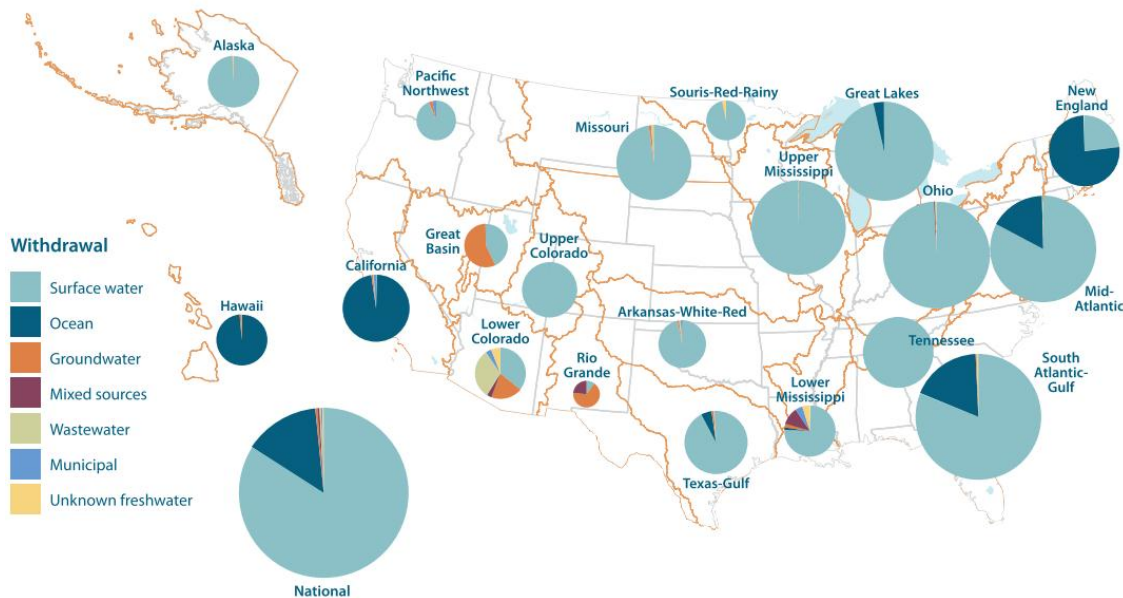 Alaska
Pacific
Northwest
Souris-Red-Rainy
Great Lakes
New
England
Missouri
Upper
Mississippi
Ohio
Great
Basin
Upper
Colorado
Mid-
Atlantic
California
Hawaii
Arkansas-White-Red
Lower
Colorado
Rio
Grande
Tennessee
South
Atlantic-
Gulf
Lower
Mississippi
Texas-Gulf
National
Withdrawal
Surface water
Ocean
Groundwater
Mixed sources
Wastewater
Municipal
Unknown freshwater